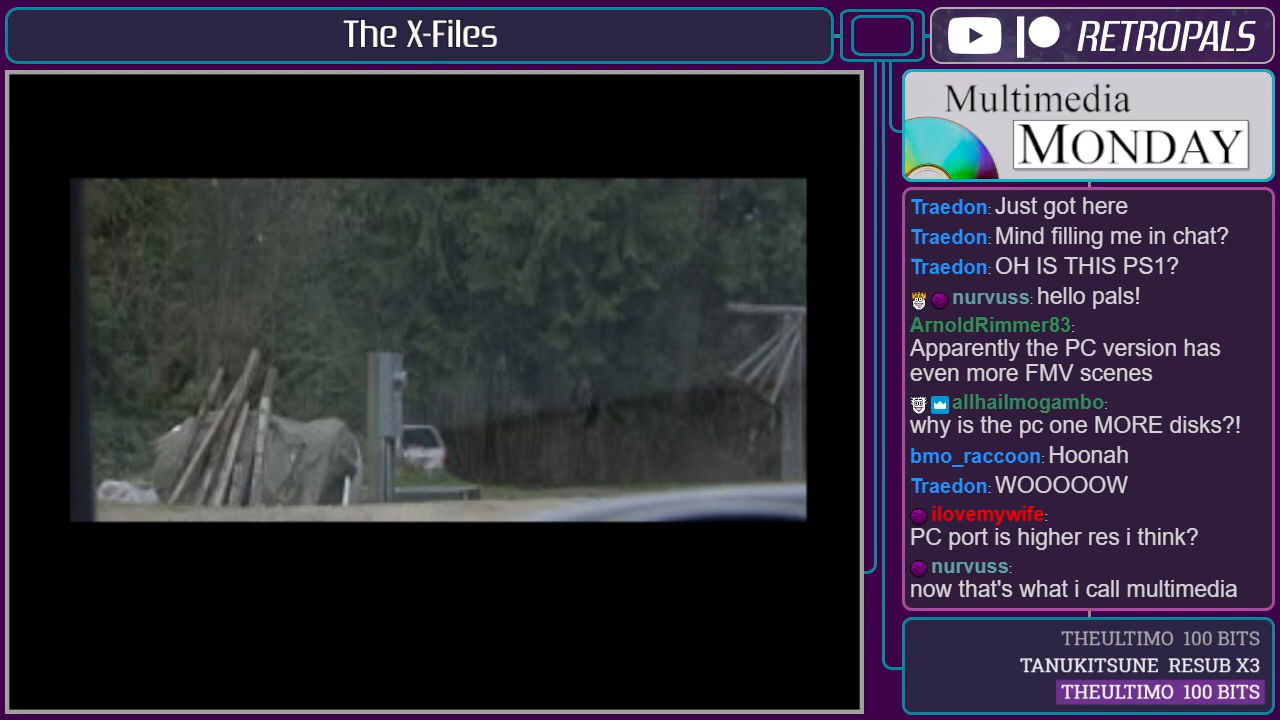 The X-Files
RETROPALS
Multimedia
MONDAY
Traedon: Just got here
Traedon: Mind filling me in chat?
Traedon: OH IS THIS PS1?
nurvuss: hello pals!
ArnoldRimmer83:
Apparently the PC version has
even more FMV scenes
allhailmogambo:
why is the pc one MORE disks?!
bmo_raccoon: Hoonah
Traedon: WOOOOOW
ilovemywife:
PC port is higher res i think?
nurvuss:
now that's what i call multimedia
THEULTIMO 100 BITS
TANUKITSUNE RESUB X3
THEULTIMO 100 BITS